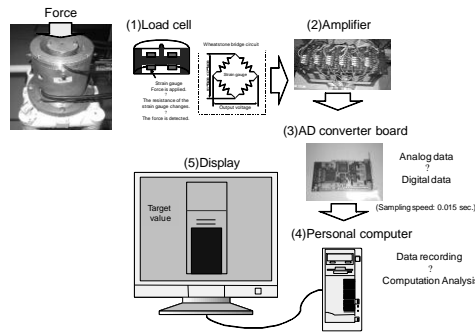 Force
(1)Load cell
Wheatstone bridge circuit
Strain gauge
Output voltage
Strain gauge
Force is applied.
?
The resistance of the
strain gauge changes.
?
The force is detected.
(2)Amplifier
(3)AD converter board
Analog data
?
Digital data
(Sampling speed: 0.015 sec.)
(4)Personal computer
Data recording
?
Computation Analysis
(5)Display
Target
value